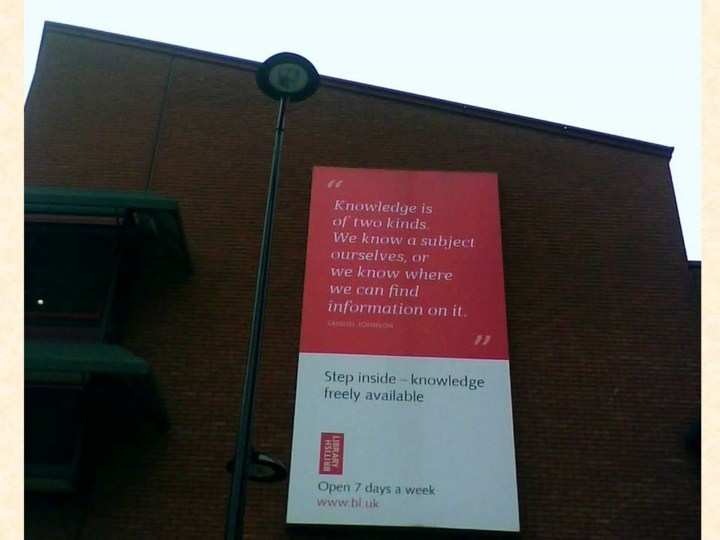 “
Knowledge is
of two kinds.
We know a subject
ourselves, or
we know where
we can find
information on it.
SAMUEL JOHNSON
”
Step inside – knowledge
freely available
BRITISH
LIBRARY
Open 7 days a week
www.bl.uk